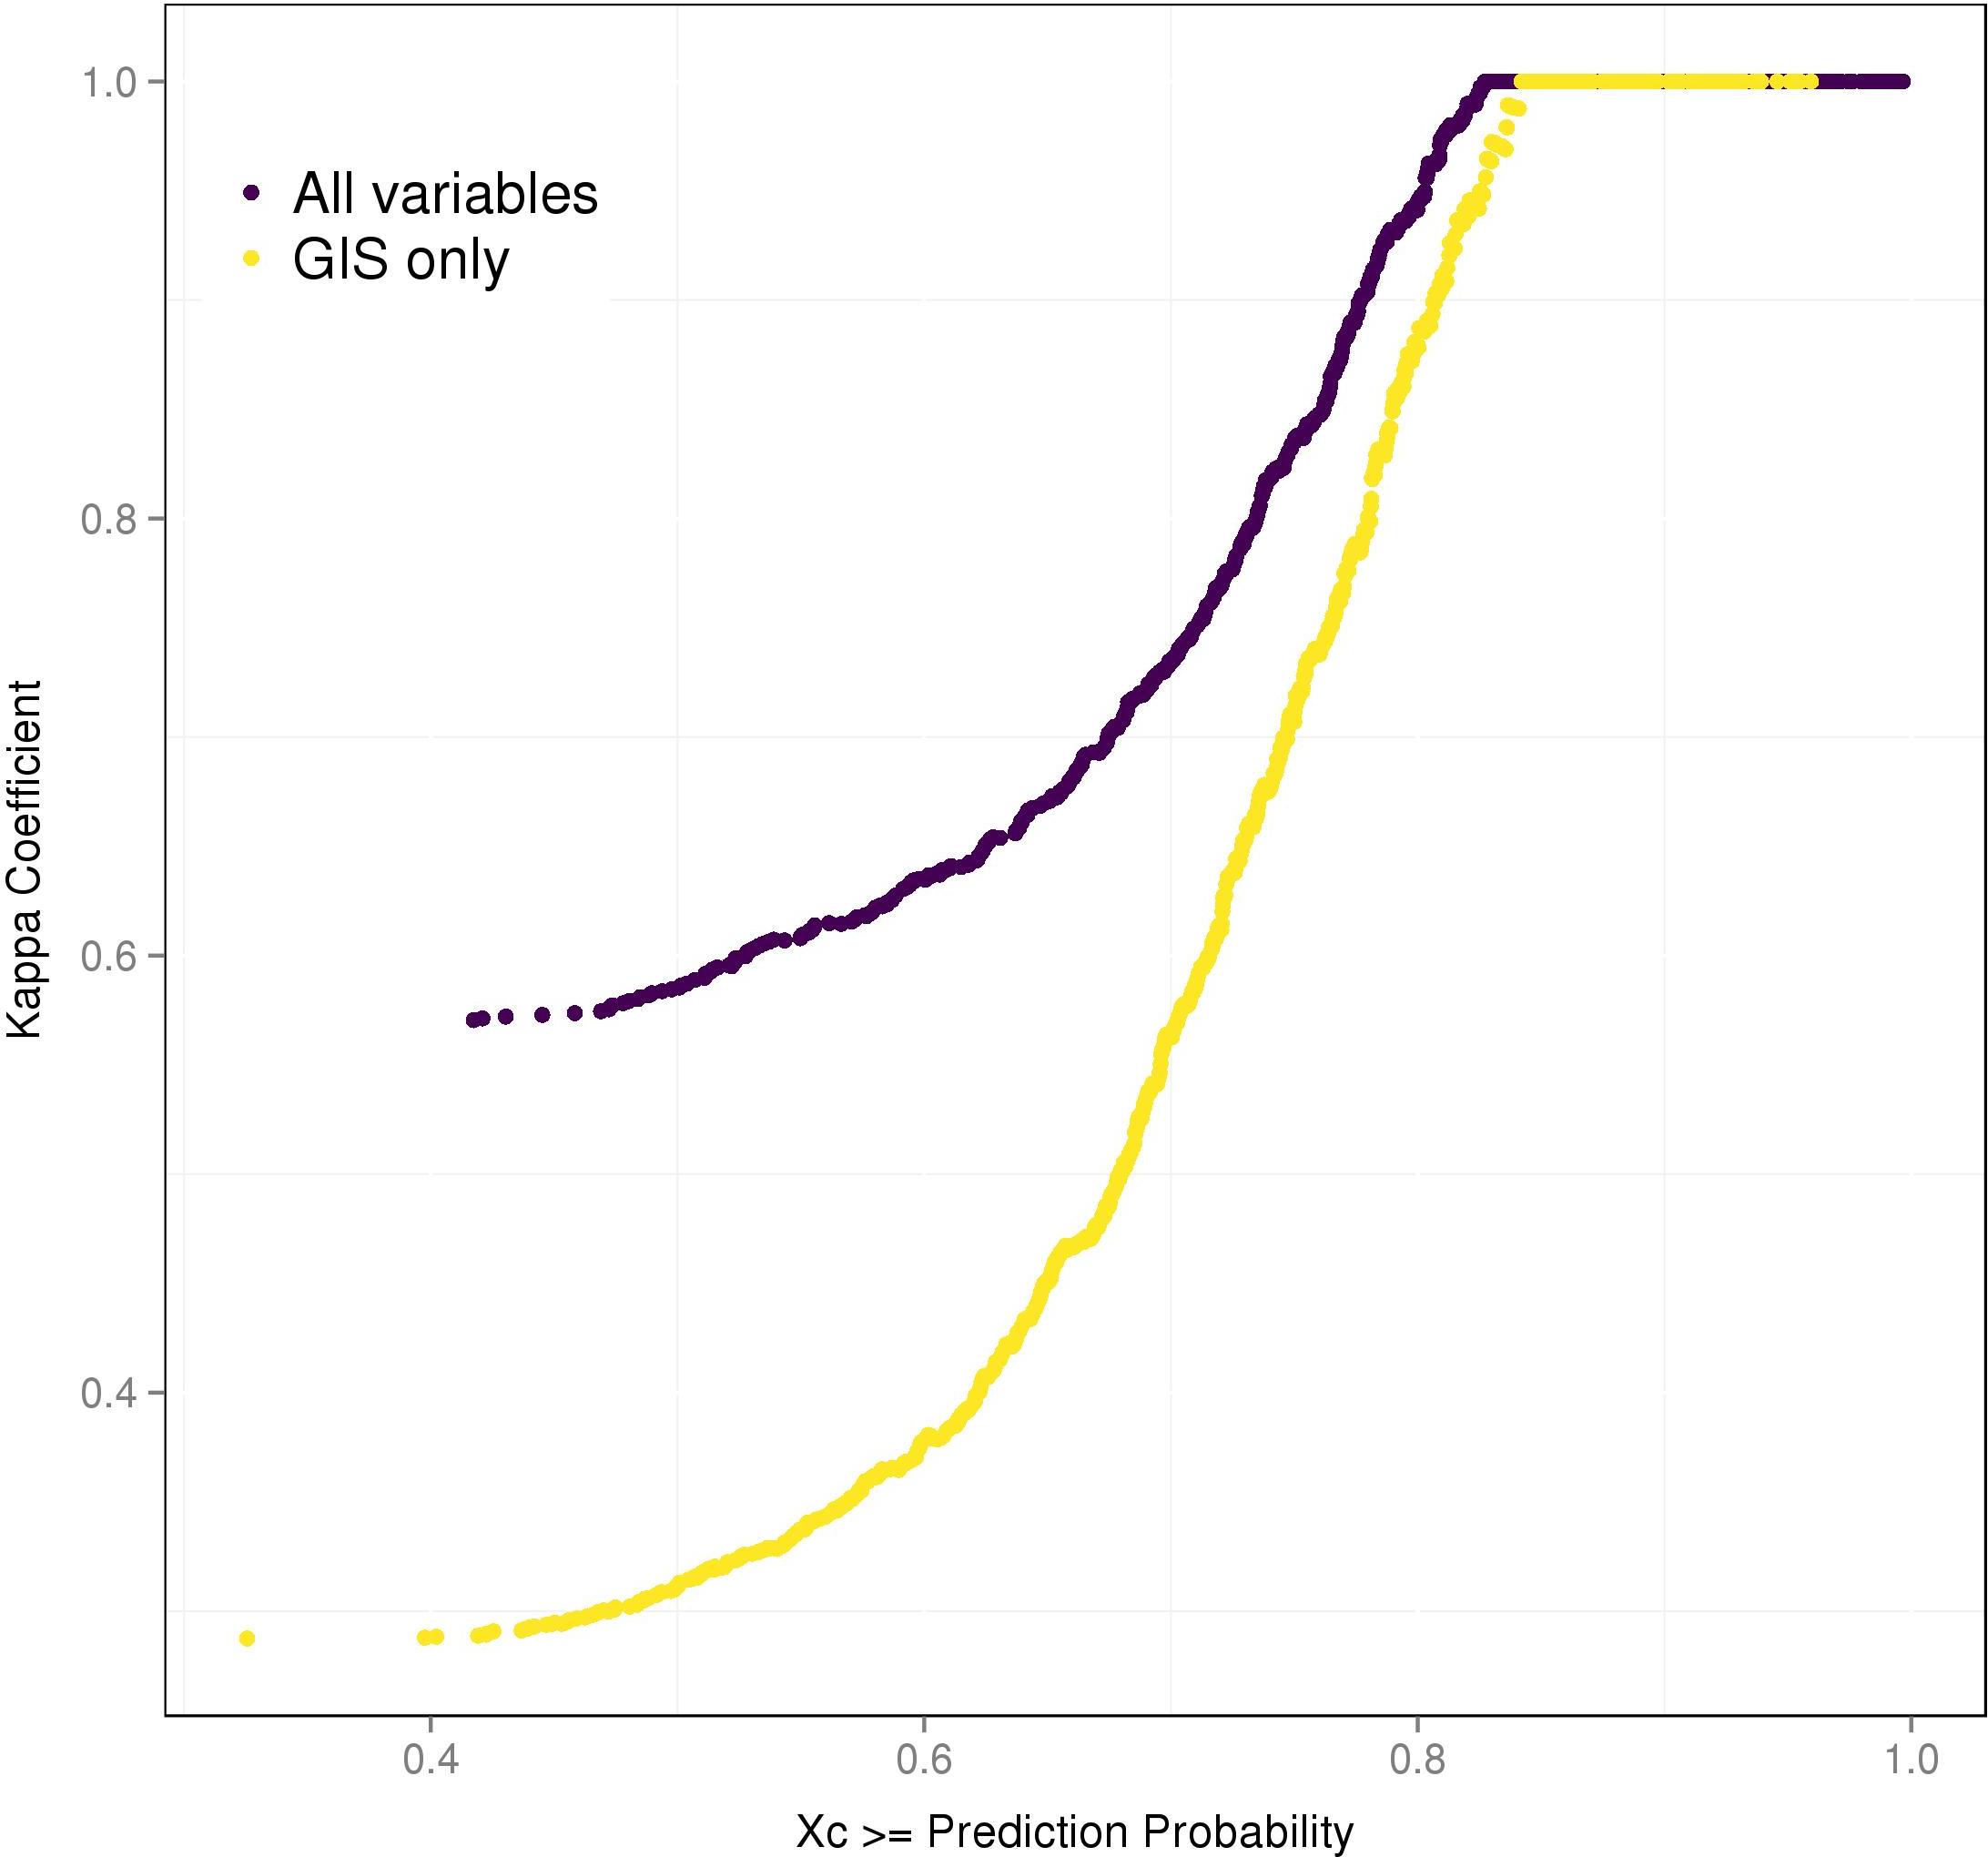 1.0
All variables
GIS only
0.8
Kappa Coefficient
0.6
0.4
0.4 0.6 0.8 1.0
Xc >= Prediction Probability